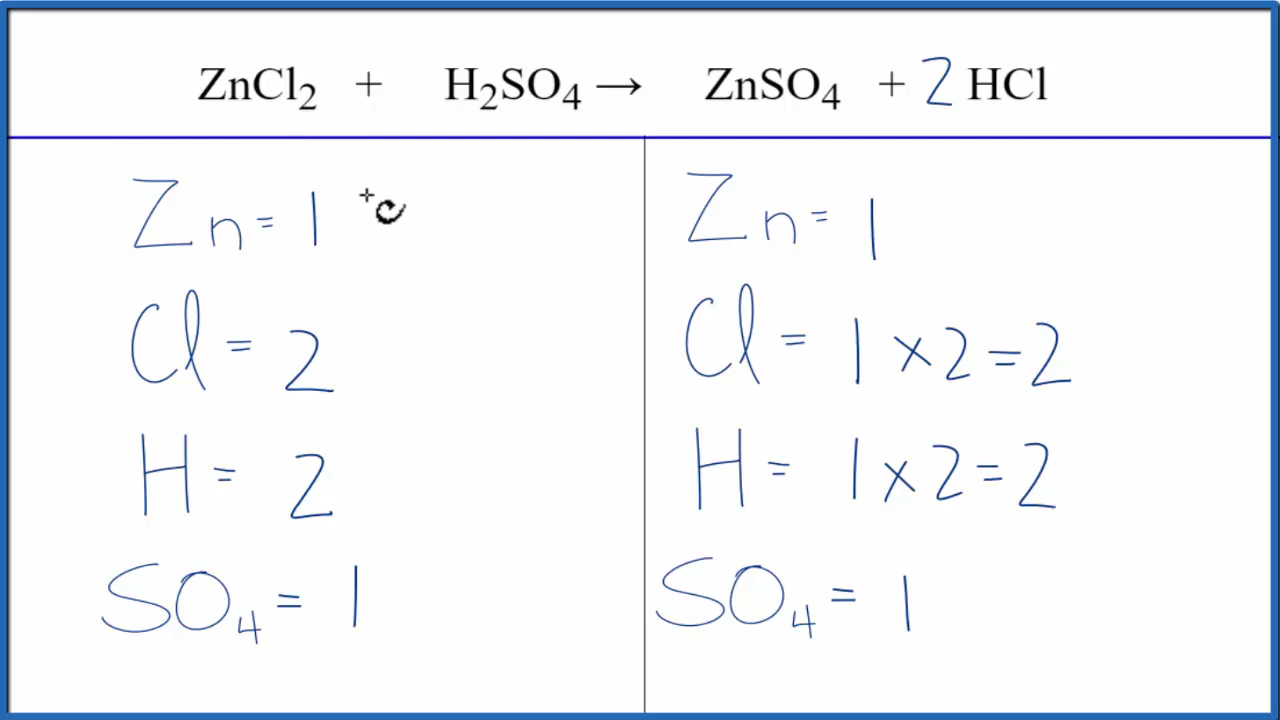 ZnCl₂ + H₂SO₄ → ZnSO₄ + 2 HCl
Zn = 1
Cl = 2
H = 2
SO₄ = 1
Zn = 1
Cl = 1 × 2 = 2
H = 1 × 2 = 2
SO₄ = 1